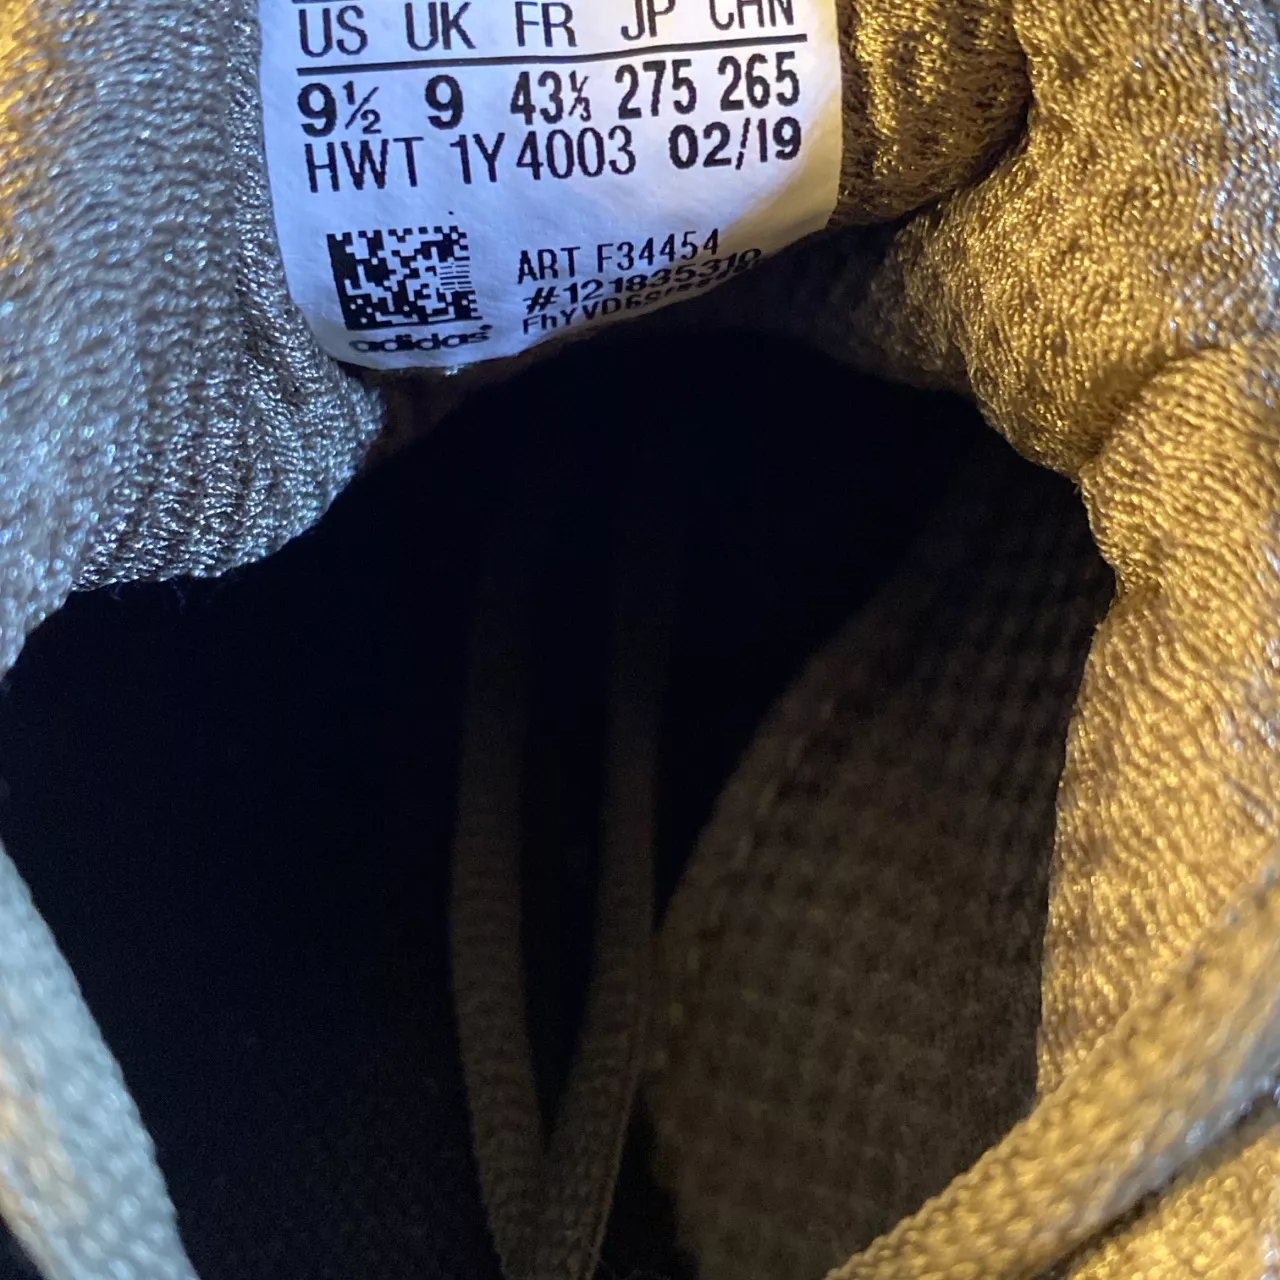 US UK FR JP CHN
9½ 9 43⅓ 275 265
HWT 1Y4003 02/19
ART F34454
#121835310
adidas